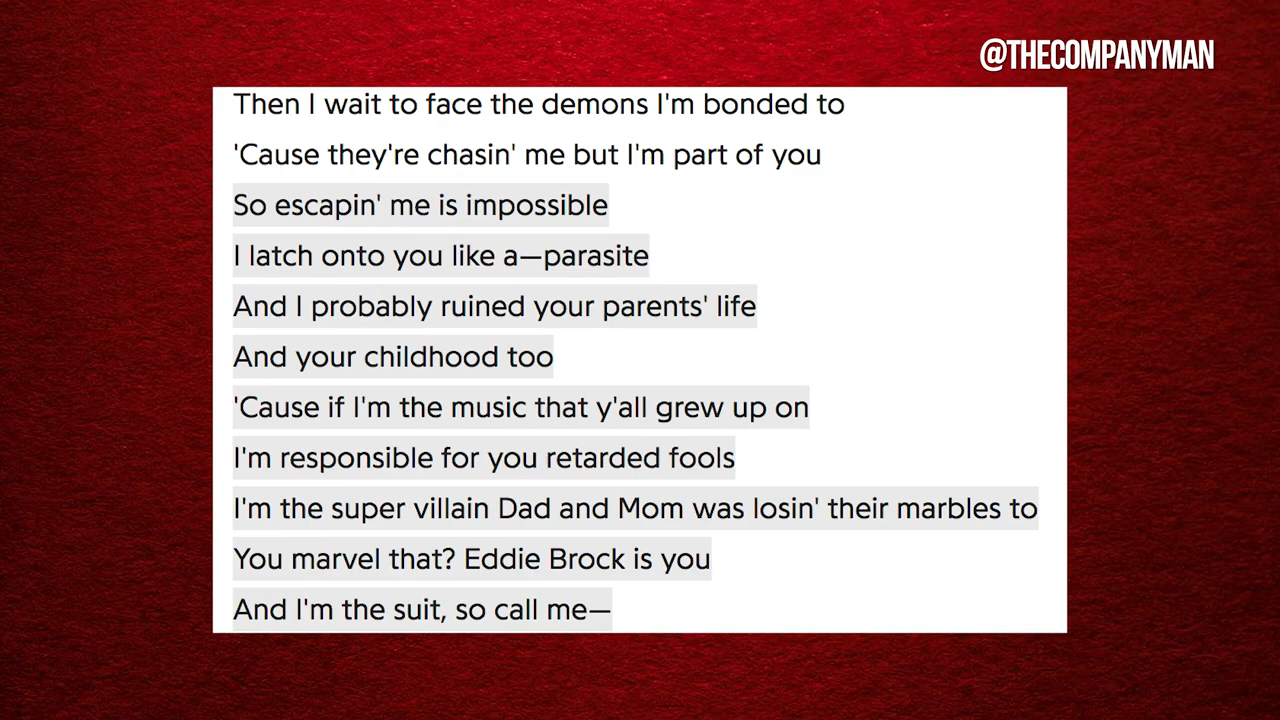 @THECOMPANYMAN
Then I wait to face the demons I'm bonded to
'Cause they're chasin' me but I'm part of you
So escapin' me is impossible
I latch onto you like a—parasite
And I probably ruined your parents' life
And your childhood too
'Cause if I'm the music that y'all grew up on
I'm responsible for you retarded fools
I'm the super villain Dad and Mom was losin' their marbles to
You marvel that? Eddie Brock is you
And I'm the suit, so call me—